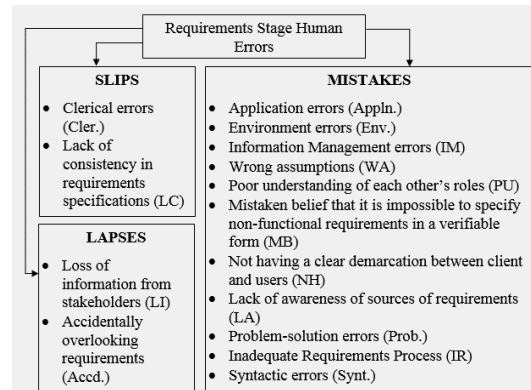 Requirements Stage Human
Errors
SLIPS
• Clerical errors
(Cler.)
• Lack of
consistency in
requirements
specifications (LC)
LAPSES
• Loss of
information from
stakeholders (LI)
• Accidentally
overlooking
requirements
(Accd.)
MISTAKES
• Application errors (Appln.)
• Environment errors (Env.)
• Information Management errors (IM)
• Wrong assumptions (WA)
• Poor understanding of each other’s roles (PU)
• Mistaken belief that it is impossible to specify
non-functional requirements in a verifiable
form (MB)
• Not having a clear demarcation between client
and users (NH)
• Lack of awareness of sources of requirements
(LA)
• Problem-solution errors (Prob.)
• Inadequate Requirements Process (IR)
• Syntactic errors (Synt.)